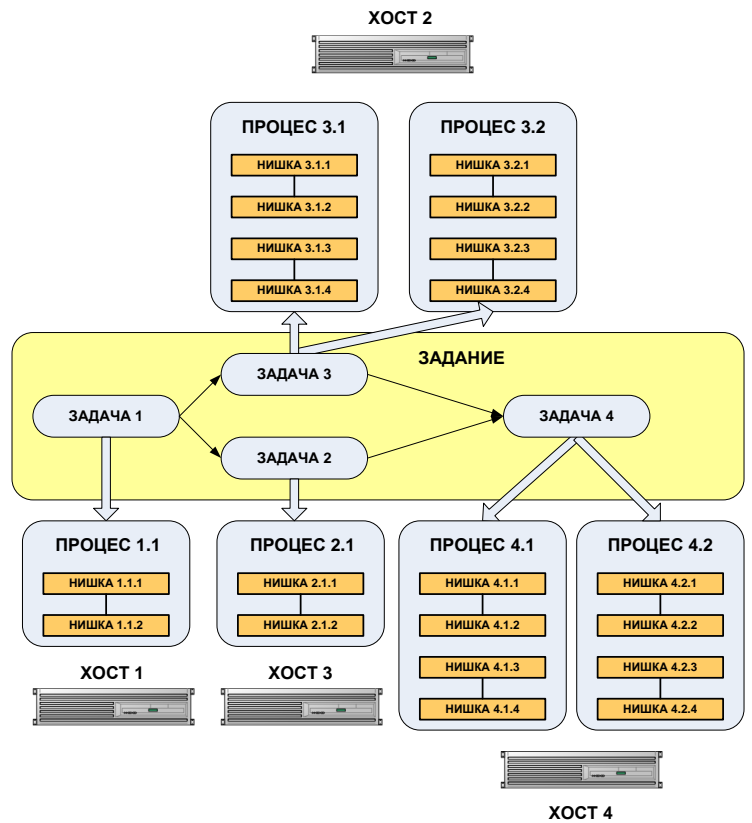 ХОСТ 2
ПРОЦЕС 3.1
НИШКА 3.1.1
НИШКА 3.1.2
НИШКА 3.1.3
НИШКА 3.1.4
ПРОЦЕС 3.2
НИШКА 3.2.1
НИШКА 3.2.2
НИШКА 3.2.3
НИШКА 3.2.4
ЗАДАНИЕ
ЗАДАЧА 3
ЗАДАЧА 1
ЗАДАЧА 4
ЗАДАЧА 2
ПРОЦЕС 1.1
НИШКА 1.1.1
НИШКА 1.1.2
ХОСТ 1
ПРОЦЕС 2.1
НИШКА 2.1.1
НИШКА 2.1.2
ХОСТ 3
ПРОЦЕС 4.1
НИШКА 4.1.1
НИШКА 4.1.2
НИШКА 4.1.3
НИШКА 4.1.4
ПРОЦЕС 4.2
НИШКА 4.2.1
НИШКА 4.2.2
НИШКА 4.2.3
НИШКА 4.2.4
ХОСТ 4